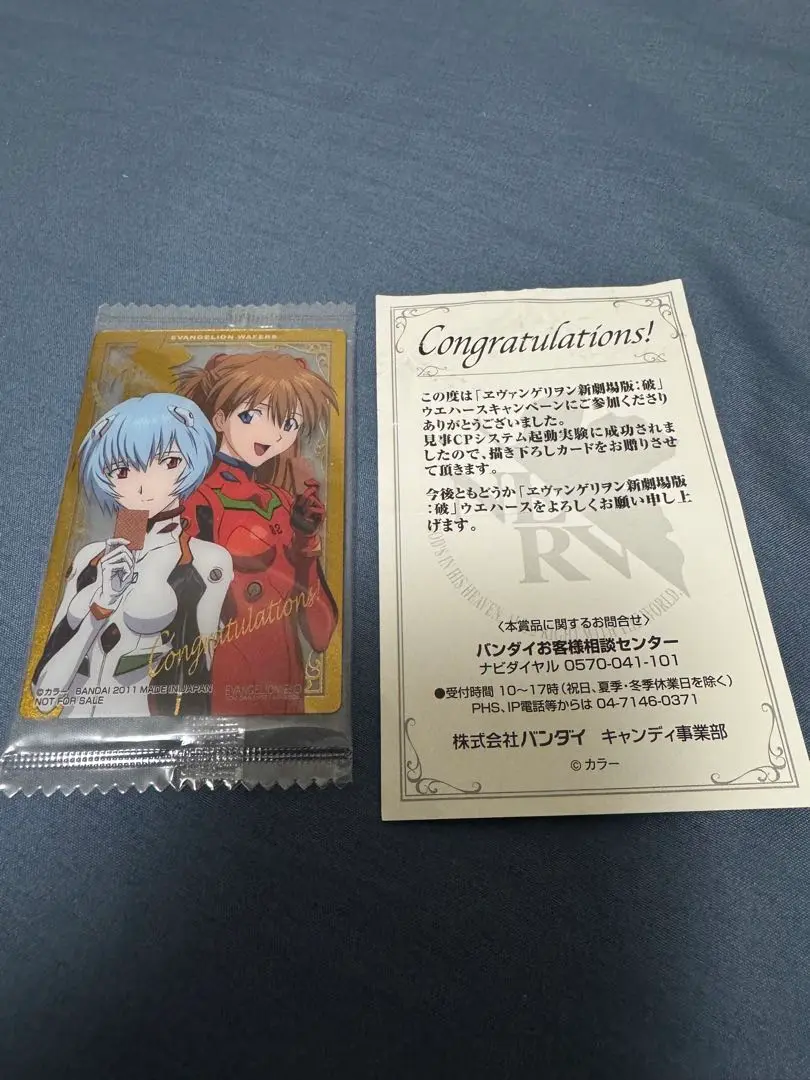 EVANGELION WAFERS
Congratulations!
©カラー BANDAI 2011 MADE IN JAPAN
NOT FOR SALE
Congratulations!
この度は「ヱヴァンゲリヲン新劇場版:破」
ウエハースキャンペーンにご参加くださり
ありがとうございました。
見事CPシステム起動実験に成功されま
したので、描き下ろしカードをお贈りさせ
て頂きます。
今後ともどうか「ヱヴァンゲリヲン新劇場版
:破」ウエハースをよろしくお願い申し上
げます。
NERV
〈本賞品に関するお問合せ〉
バンダイお客様相談センター
ナビダイヤル 0570-041-101
●受付時間 10〜17時(祝日、夏季・冬季休業日を除く)
PHS、IP電話等からは 04-7146-0371
株式会社バンダイ キャンディ事業部
©カラー